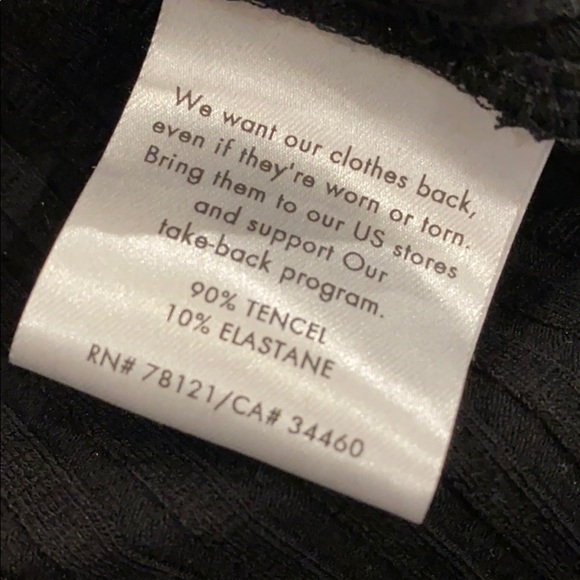 We want our clothes back,
even if they're worn or torn.
Bring them to our US stores
and support Our
take-back program.
90% TENCEL
10% ELASTANE
RN# 78121/CA# 34460